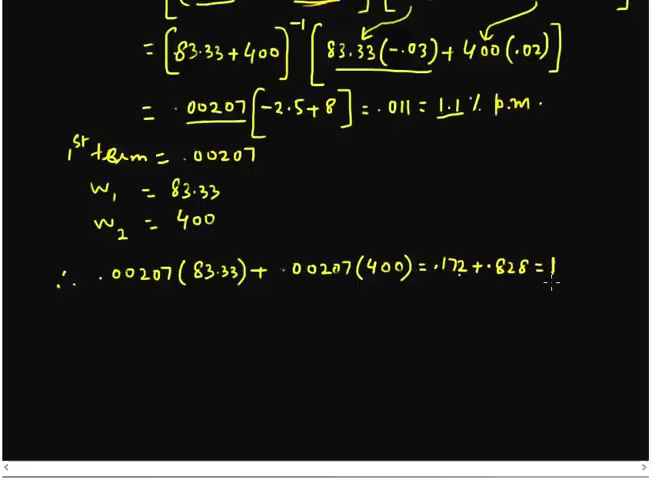 = [83.33 + 400]⁻¹ [83.33 (-.03) + 400 (.02)]
= .00207 [-2.5 + 8] = .011 = 1.1 % p.m.
1st term = .00207
W₁ = 83.33
W₂ = 400
∴ .00207 (83.33) + .00207 (400) = .172 + .828 = 1